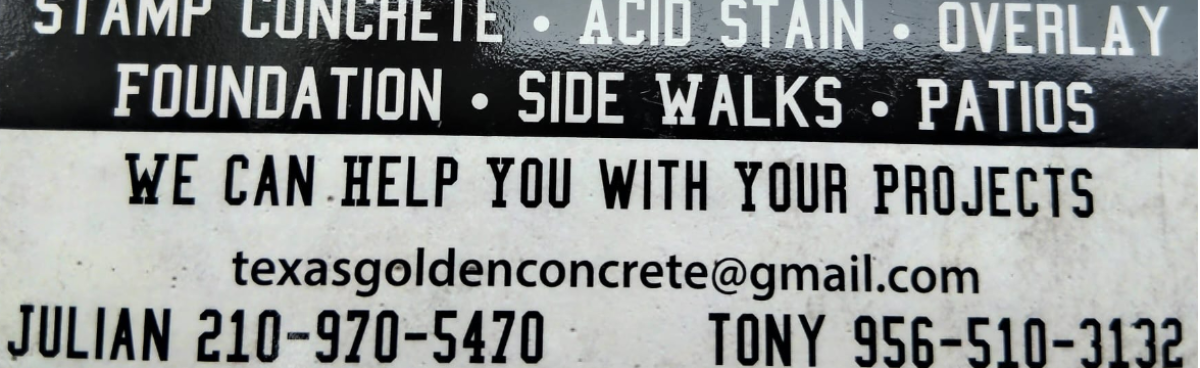 STAMP CONCRETE • ACID STAIN • OVERLAY
FOUNDATION • SIDE WALKS • PATIOS
WE CAN HELP YOU WITH YOUR PROJECTS
texasgoldenconcrete@gmail.com
JULIAN 210-970-5470 TONY 956-510-3132